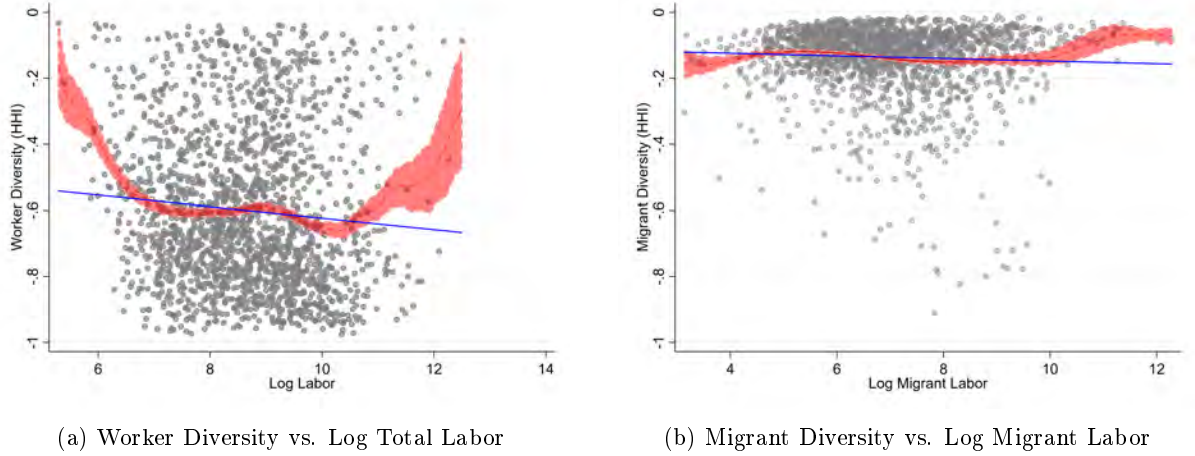 0
-.2
-.4
-.6
-.8
-1
Worker Diversity (HHI)
6 8 10 12 14
Log Labor
(a) Worker Diversity vs. Log Total Labor
0
-.2
-.4
-.6
-.8
-1
Migrant Diversity (HHI)
4 6 8 10 12
Log Migrant Labor
(b) Migrant Diversity vs. Log Migrant Labor